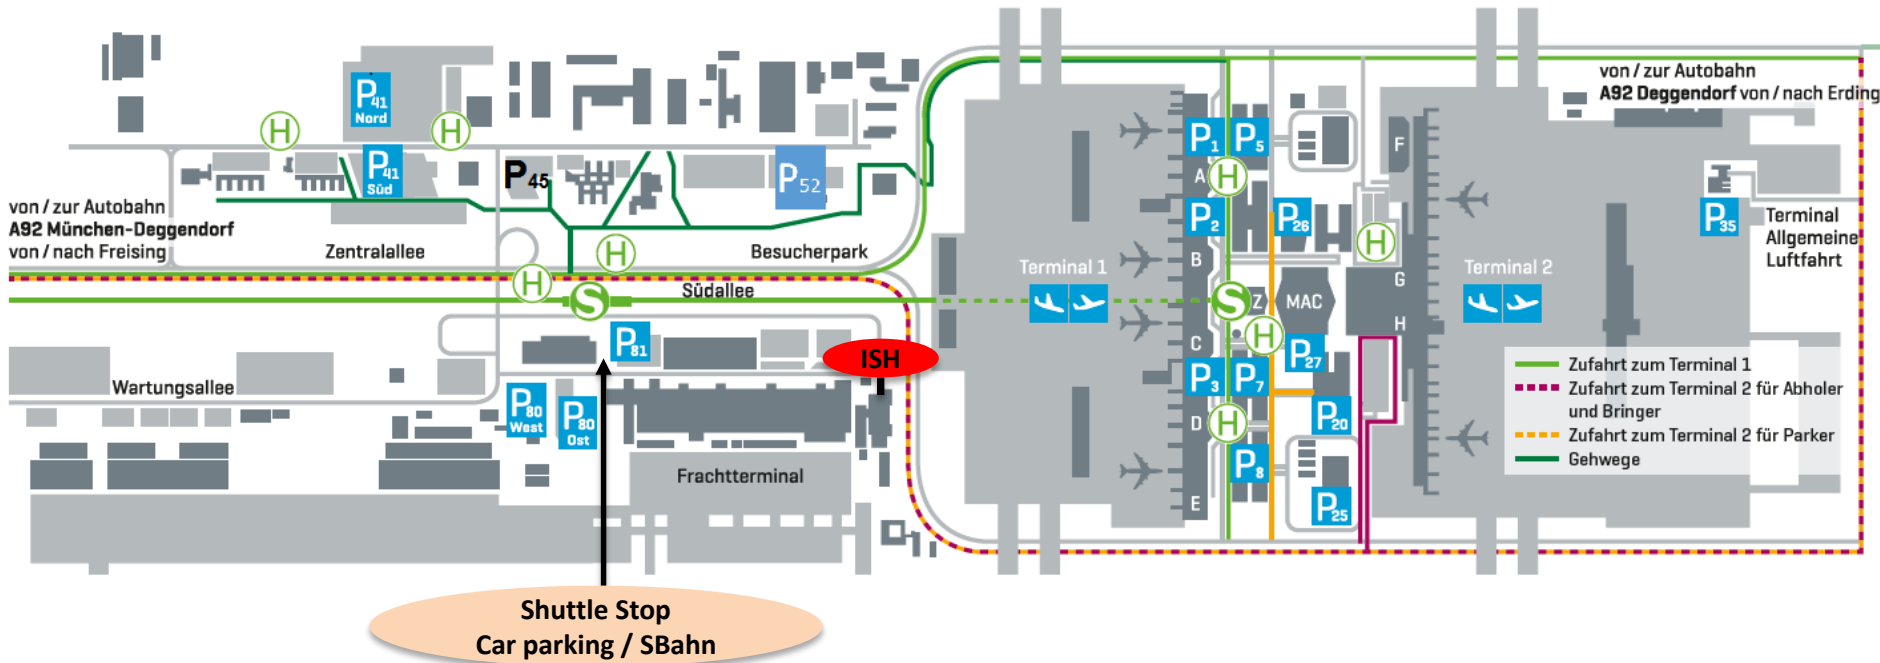 von / zur Autobahn
A92 Deggendorf von / nach Erding
P41
Nord
H
H
P41
Süd
P45
P52
P1
P5
F
A
H
P35
von / zur Autobahn
A92 München-Deggendorf
von / nach Freising
Zentralallee
Besucherpark
P2
P26
H
Terminal
Allgemeine
Luftfahrt
H
H
B
Terminal 1
Terminal 2
G
S
Südallee
S
Z
MAC
H
H
P81
ISH
C
P27
Wartungsallee
P3
P7
P80
West
P80
Ost
D
H
P20
Zufahrt zum Terminal 1
Zufahrt zum Terminal 2 für Abholer
und Bringer
Zufahrt zum Terminal 2 für Parker
Gehwege
Frachtterminal
P8
E
P25
Shuttle Stop
Car parking / SBahn